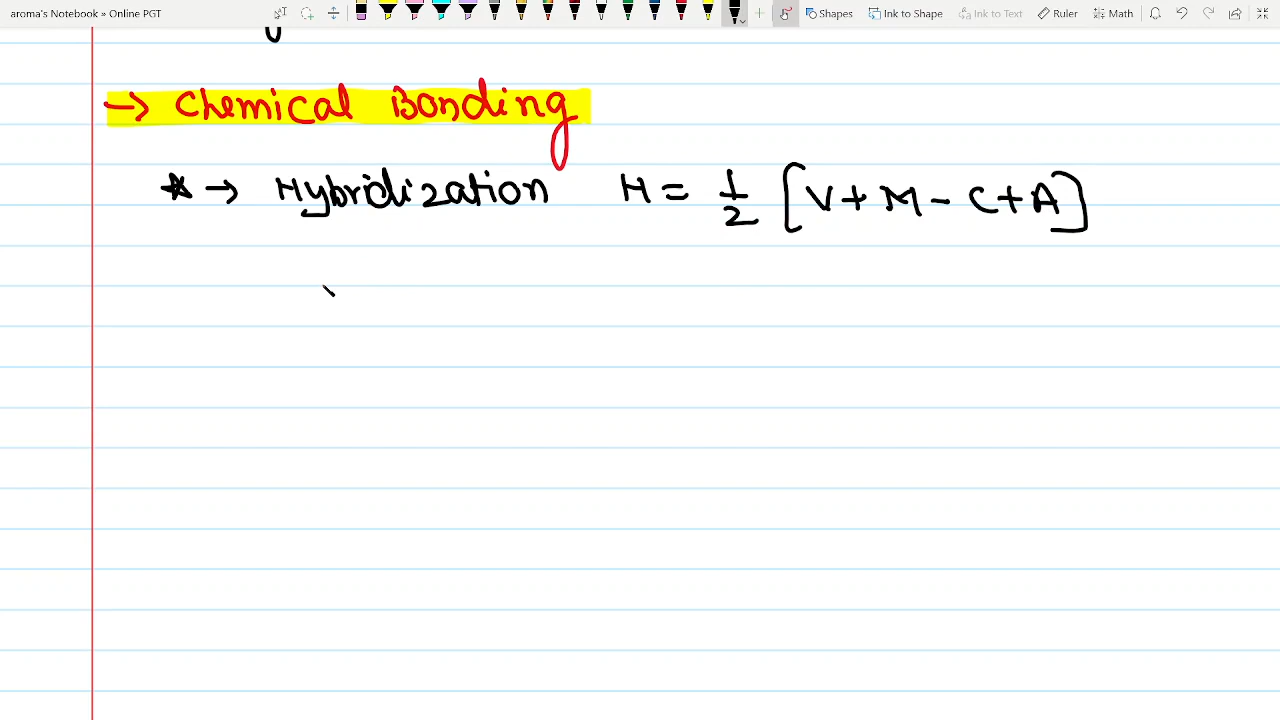 aroma's Notebook » Online PGT
Shapes Ink to Shape Ink to Text Ruler Math
→ Chemical Bonding
★ → Hybridization H = 1/2 [V + M - C + A]